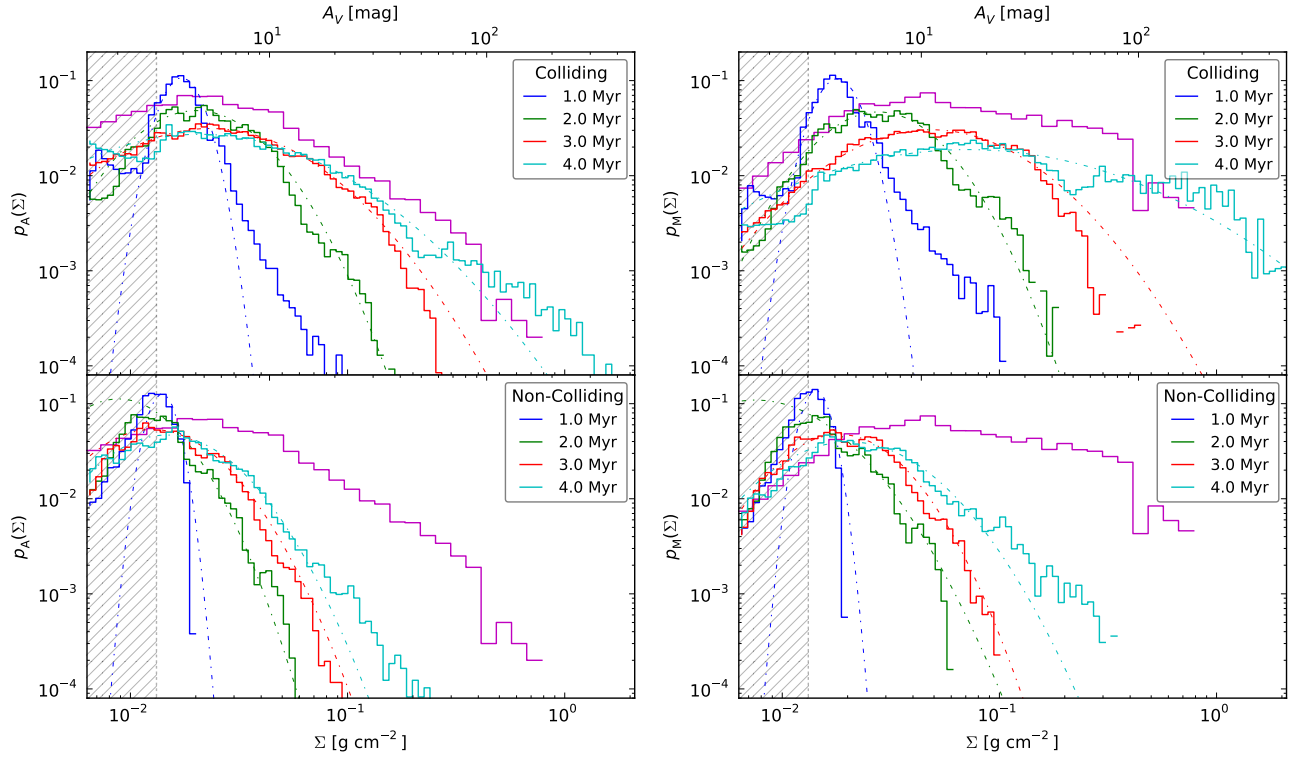 A_V [mag]
10^1
10^2
A_V [mag]
10^1
10^2
p_A(Σ)
10^-1
10^-2
10^-3
10^-4
Colliding
1.0 Myr
2.0 Myr
3.0 Myr
4.0 Myr
p_M(Σ)
10^-1
10^-2
10^-3
10^-4
Colliding
1.0 Myr
2.0 Myr
3.0 Myr
4.0 Myr
p_A(Σ)
10^-1
10^-2
10^-3
10^-4
Non-Colliding
1.0 Myr
2.0 Myr
3.0 Myr
4.0 Myr
p_M(Σ)
10^-1
10^-2
10^-3
10^-4
Non-Colliding
1.0 Myr
2.0 Myr
3.0 Myr
4.0 Myr
10^-2
10^-1
10^0
Σ [g cm^-2]
10^-2
10^-1
10^0
Σ [g cm^-2]